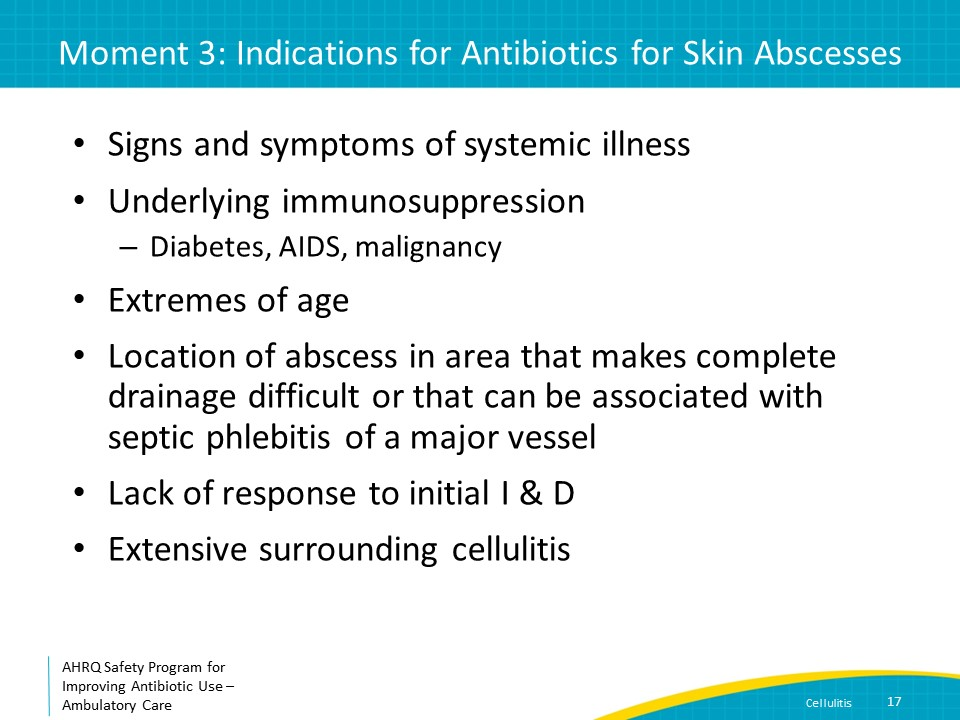 Moment 3: Indications for Antibiotics for Skin Abscesses
• Signs and symptoms of systemic illness
• Underlying immunosuppression
– Diabetes, AIDS, malignancy
• Extremes of age
• Location of abscess in area that makes complete
drainage difficult or that can be associated with
septic phlebitis of a major vessel
• Lack of response to initial I & D
• Extensive surrounding cellulitis
AHRQ Safety Program for
Improving Antibiotic Use –
Ambulatory Care
Cellulitis 17